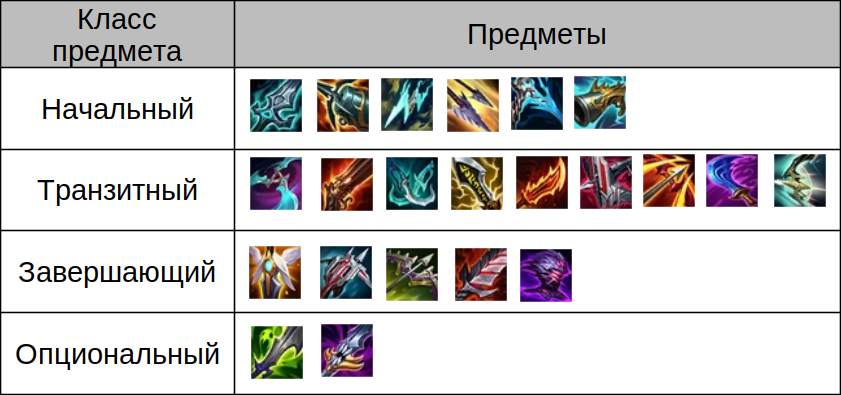 Класс
предмета
Предметы
Начальный
Транзитный
Завершающий
Опциональный